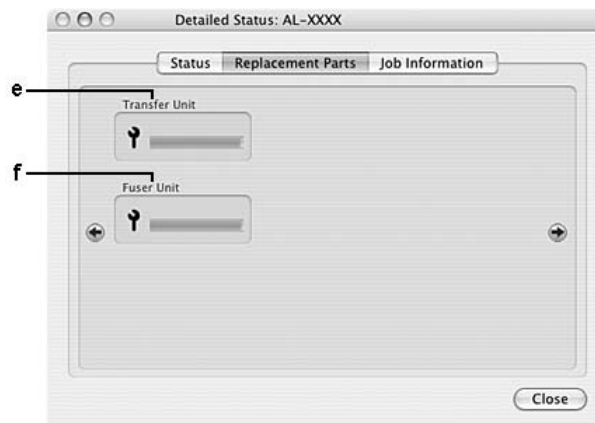 Detailed Status: AL-XXXX
Status Replacement Parts Job Information
e
Transfer Unit
f
Fuser Unit
Close